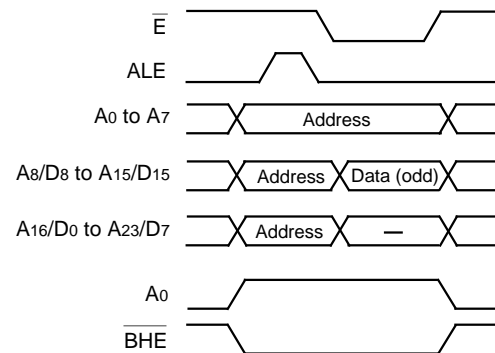 E
ALE
A0 to A7 Address
A8/D8 to A15/D15 Address Data (odd)
A16/D0 to A23/D7 Address —
A0
BHE